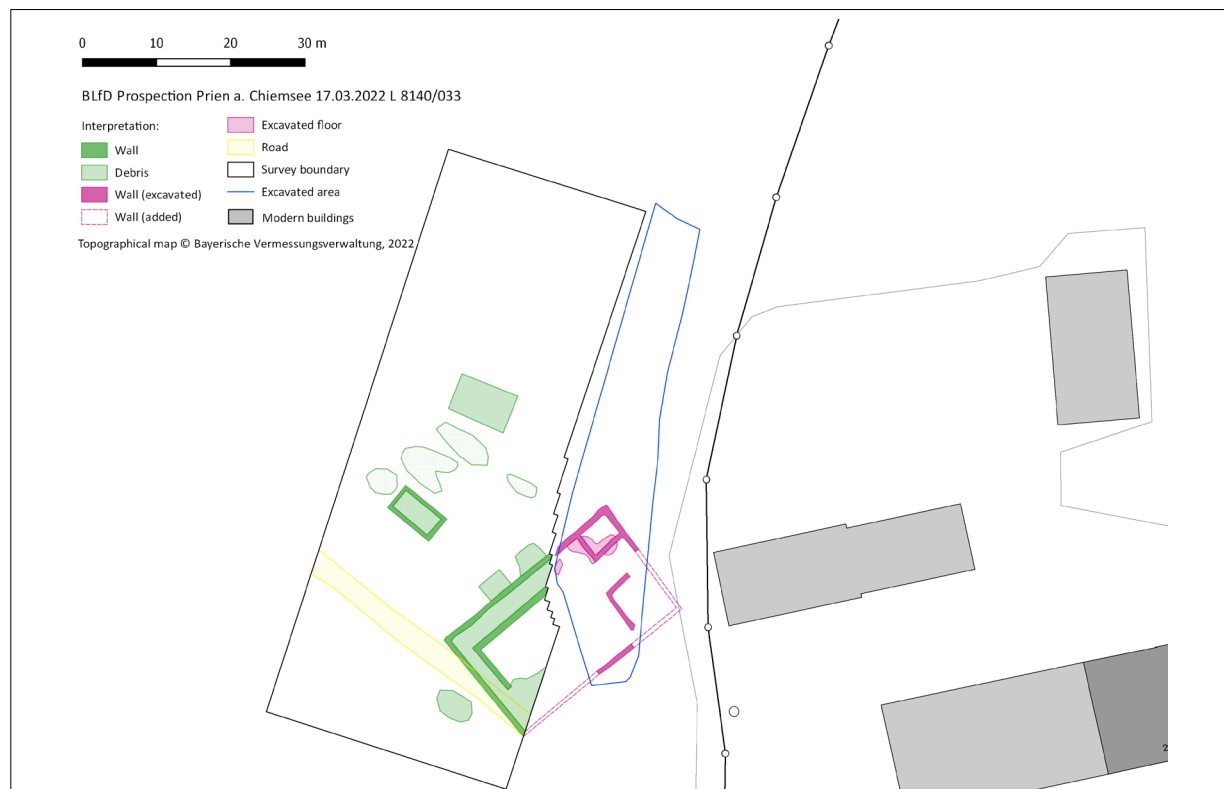 0 10 20 30 m
BLfD Prospection Prien a. Chiemsee 17.03.2022 L 8140/033
Interpretation:
Wall
Debris
Wall (excavated)
Wall (added)
Excavated floor
Road
Survey boundary
Excavated area
Modern buildings
Topographical map © Bayerische Vermessungsverwaltung, 2022